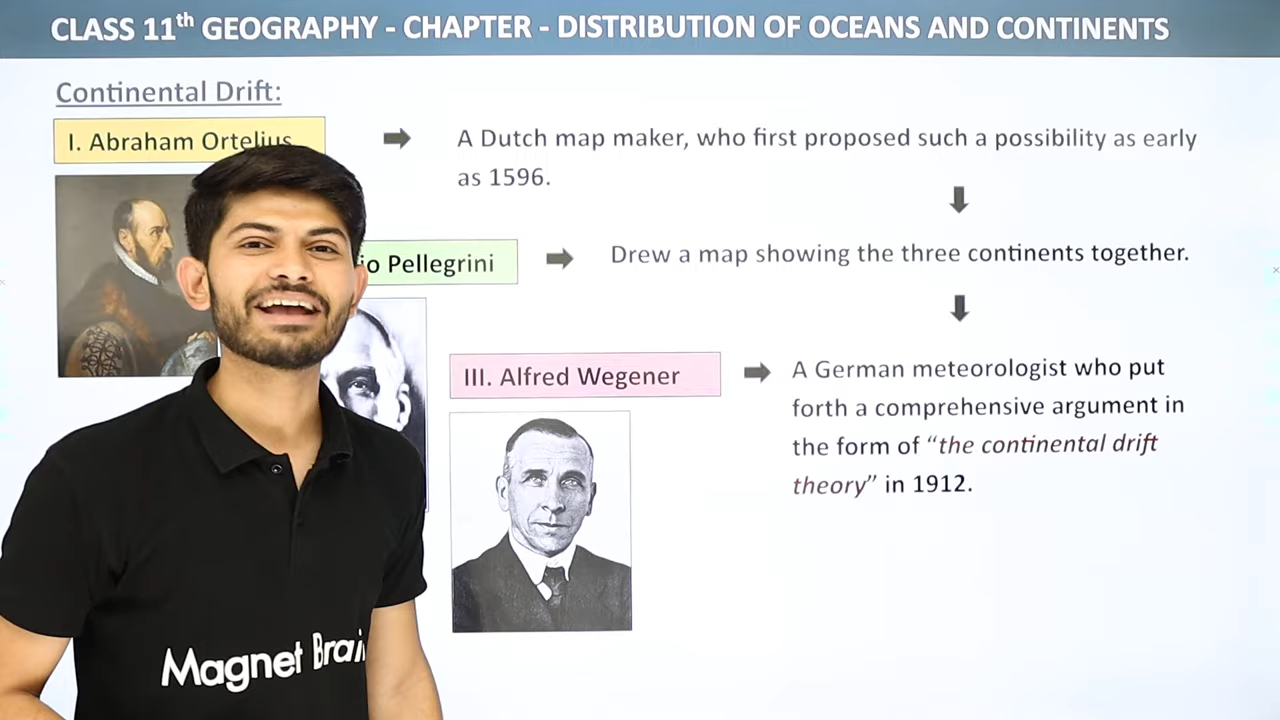 CLASS 11th GEOGRAPHY - CHAPTER - DISTRIBUTION OF OCEANS AND CONTINENTS
Continental Drift:
I. Abraham Ortelius
A Dutch map maker, who first proposed such a possibility as early
as 1596.
Pellegrini
Drew a map showing the three continents together.
III. Alfred Wegener
A German meteorologist who put
forth a comprehensive argument in
the form of “the continental drift
theory” in 1912.
Magnet Brai